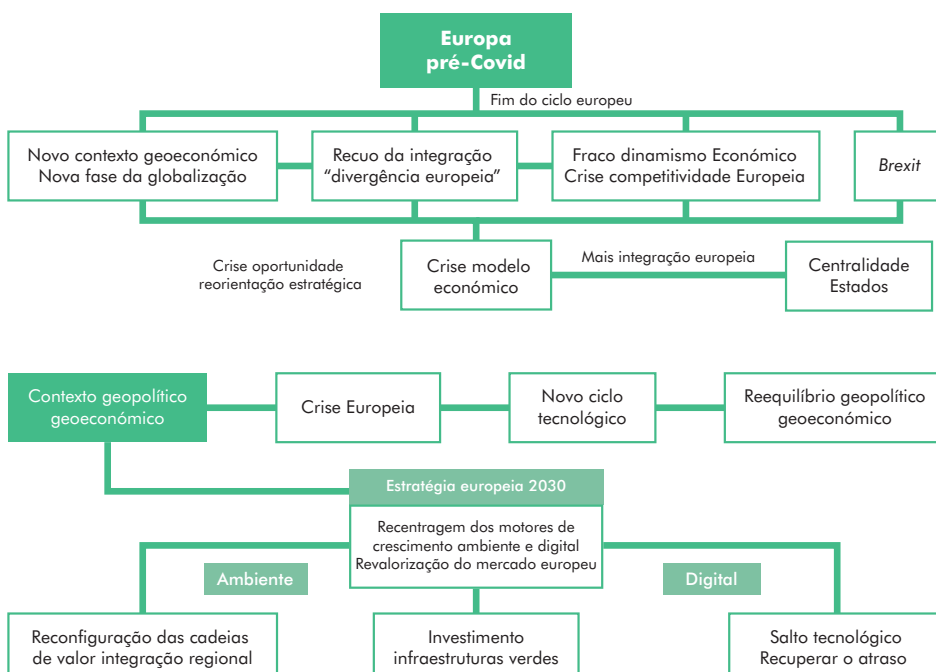 Europa
pré-Covid
Fim do ciclo europeu
Novo contexto geoeconómico
Nova fase da globalização
Recuo da integração
“divergência europeia”
Fraco dinamismo Económico
Crise competitividade Europeia
Brexit
Crise oportunidade
reorientação estratégica
Crise modelo
económico
Mais integração europeia
Centralidade
Estados
Contexto geopolítico
geoeconómico
Crise Europeia
Novo ciclo
tecnológico
Reequilíbrio geopolítico
geoeconómico
Estratégia europeia 2030
Recentragem dos motores de
crescimento ambiente e digital
Revalorização do mercado europeu
Ambiente
Digital
Reconfiguração das cadeias
de valor integração regional
Investimento
infraestruturas verdes
Salto tecnológico
Recuperar o atraso